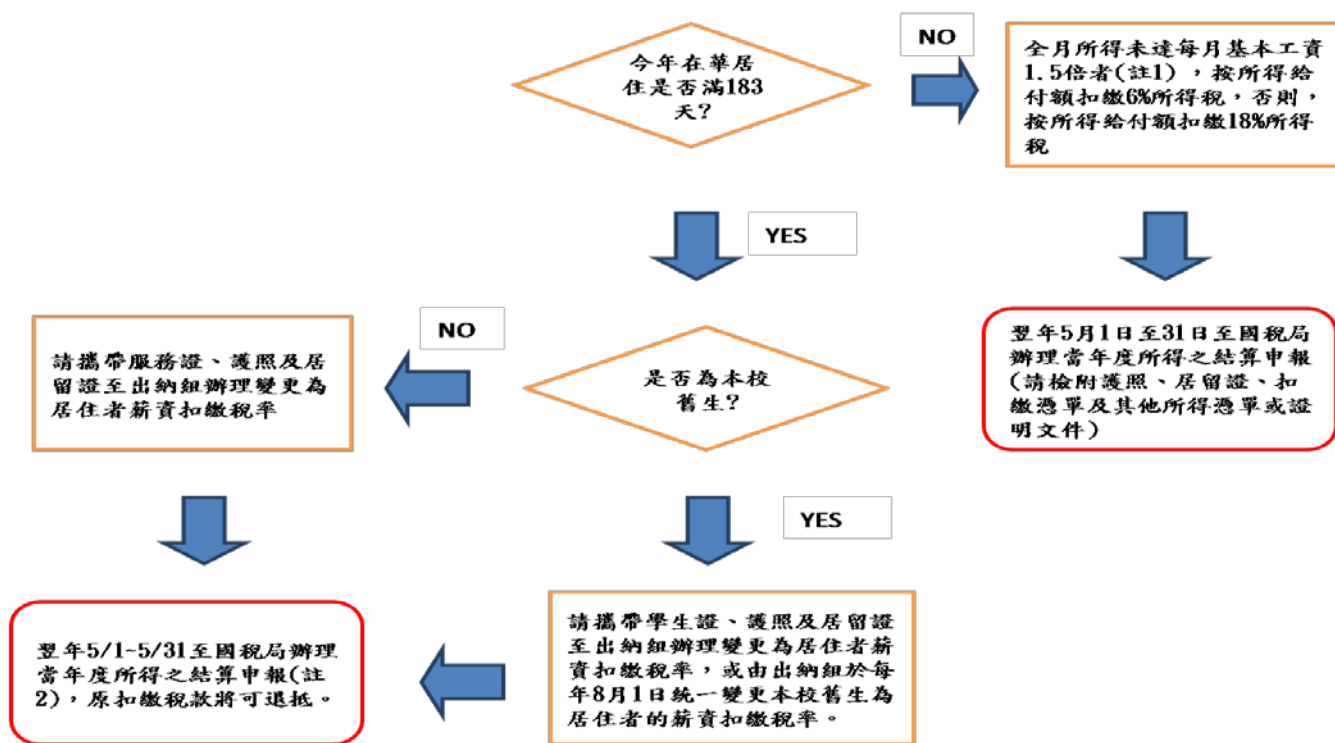 今年在華居
住是否滿183
天?
NO
全月所得未達每月基本工資
1.5倍者(註1) ，按所得給
付額扣繳6%所得稅，否則，
按所得給付額扣繳18%所得
稅
YES
NO
請攜帶服務證、護照及居
留證至出納組辦理變更為
居住者薪資扣繳稅率
是否為本校
舊生?
翌年5月1日至31日至國稅局
辦理當年度所得之結算申報
(請檢附護照、居留證、扣
繳憑單及其他所得憑單或證
明文件)
YES
翌年5/1~5/31至國稅局辦理
當年度所得之結算申報(註
2)，原扣繳稅款將可退抵。
請攜帶學生證、護照及居留證
至出納組辦理變更為居住者薪
資扣繳稅率，或由出納組於每
年8月1日統一變更本校舊生為
居住者的薪資扣繳稅率。